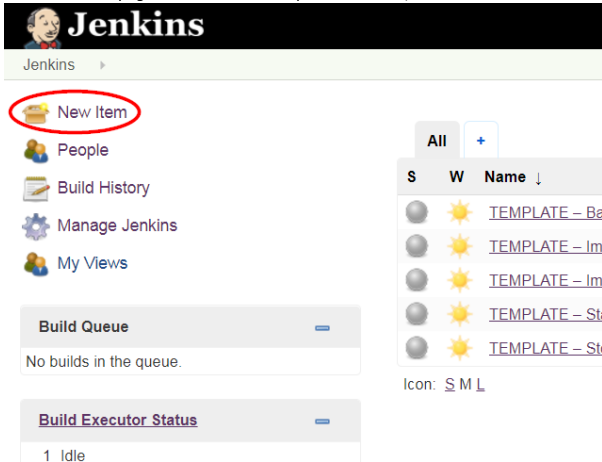 Jenkins
Jenkins
New Item
People
Build History
Manage Jenkins
My Views
All +
S W Name ↓
TEMPLATE – Ba
TEMPLATE – Im
TEMPLATE – Im
TEMPLATE – Sta
TEMPLATE – St
Icon: S M L
Build Queue
No builds in the queue.
Build Executor Status
1 Idle